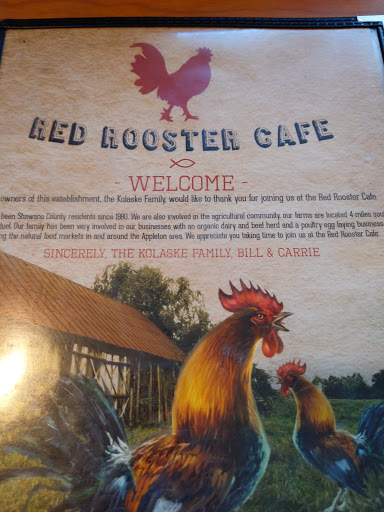 RED ROOSTER CAFE
- WELCOME -
owners of this establishment, the Kolaske Family, would like to thank you for joining us at the Red Rooster Cafe.
been Shawano County residents since 1980. We are also involved in the agricultural community, our farms are located 4-miles sou
duel. Our family has been very involved in our businesses with an organic dairy and beef herd and a poultry egg laying business
ng the natural food markets in and around the Appleton area. We appreciate you taking time to join us at the Red Rooster Cafe.
SINCERELY, THE KOLASKE FAMILY, BILL & CARRIE